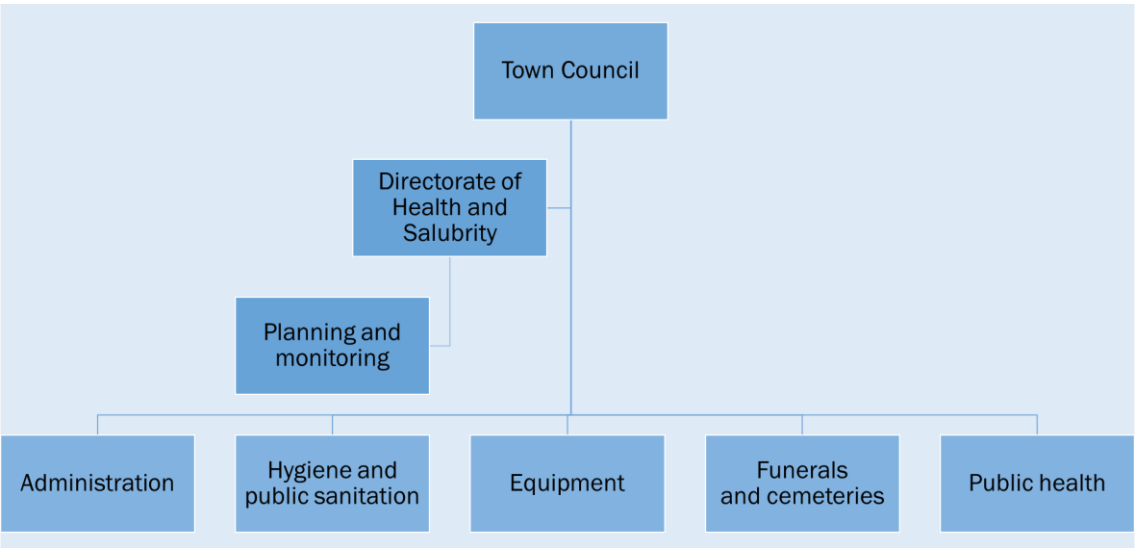 Town Council
Directorate of
Health and
Salubrity
Planning and
monitoring
Administration
Hygiene and
public sanitation
Equipment
Funerals
and cemeteries
Public health